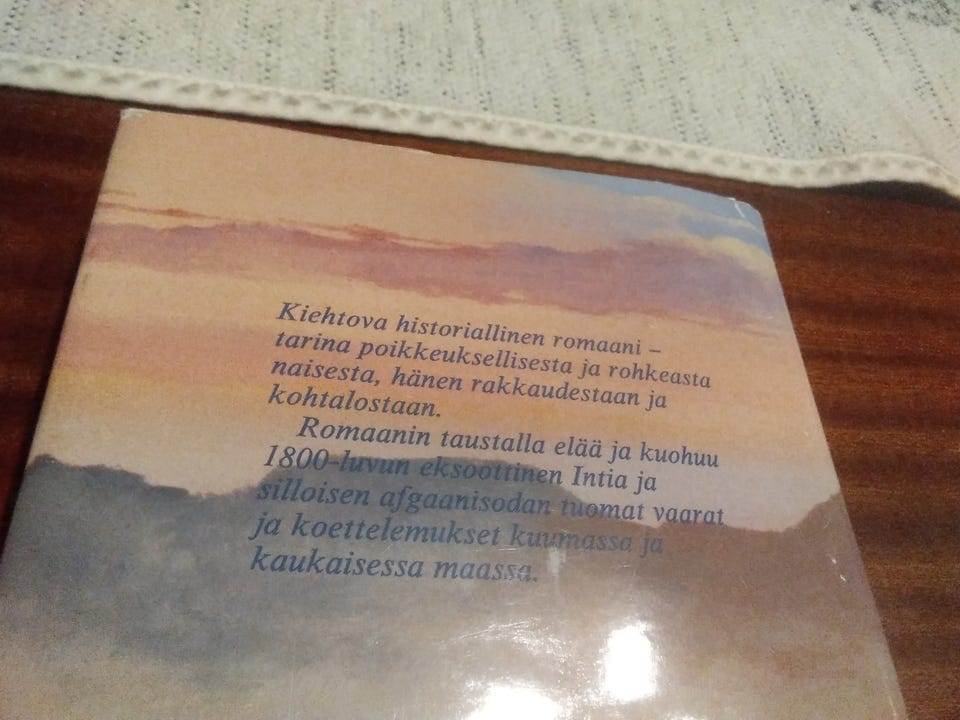 Kiehtova historiallinen romaani –
tarina poikkeuksellisesta ja rohkeasta
naisesta, hänen rakkaudestaan ja
kohtalostaan.
Romaanin taustalla elää ja kuohuu
1800-luvun eksoottinen Intia ja
silloisen afgaanisodan tuomat vaarat
ja koettelemukset kuumassa ja
kaukaisessa maassa.